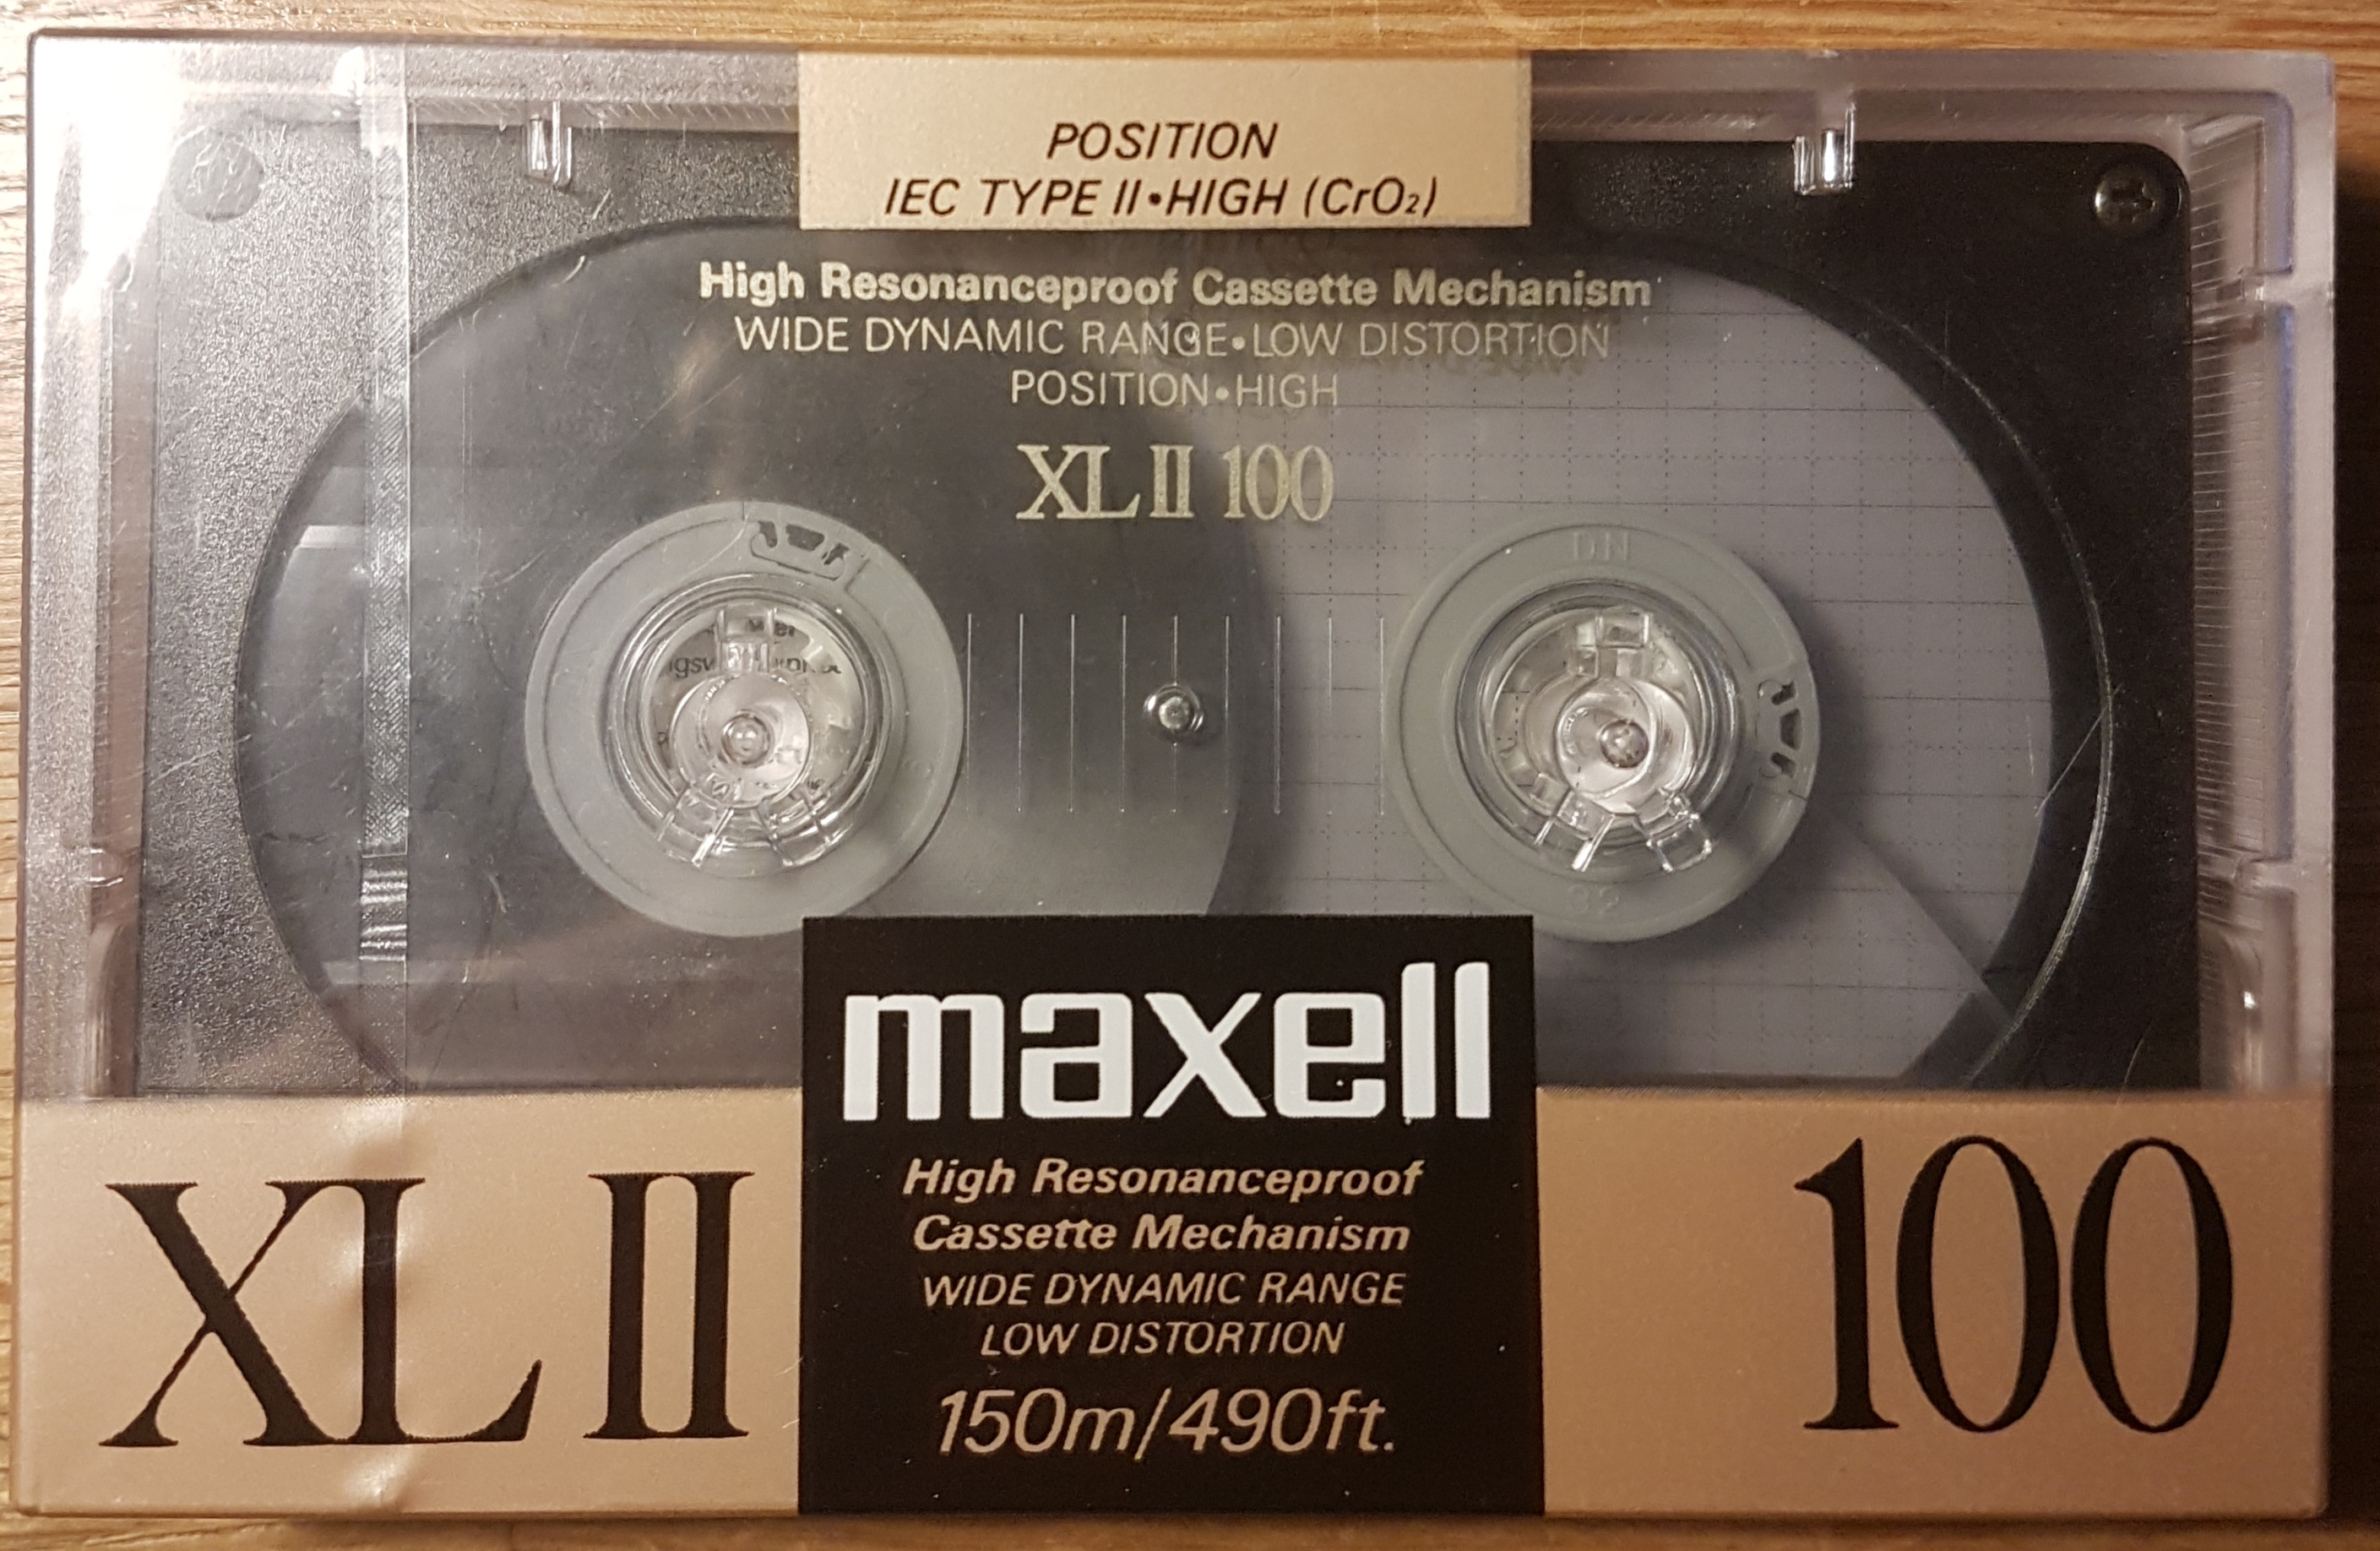 POSITION
IEC TYPE II•HIGH (CrO₂)
High Resonanceproof Cassette Mechanism
WIDE DYNAMIC RANGE•LOW DISTORTION
POSITION•HIGH
XL II 100
maxell
High Resonanceproof
Cassette Mechanism
WIDE DYNAMIC RANGE
LOW DISTORTION
150m/490ft.
XL II
100